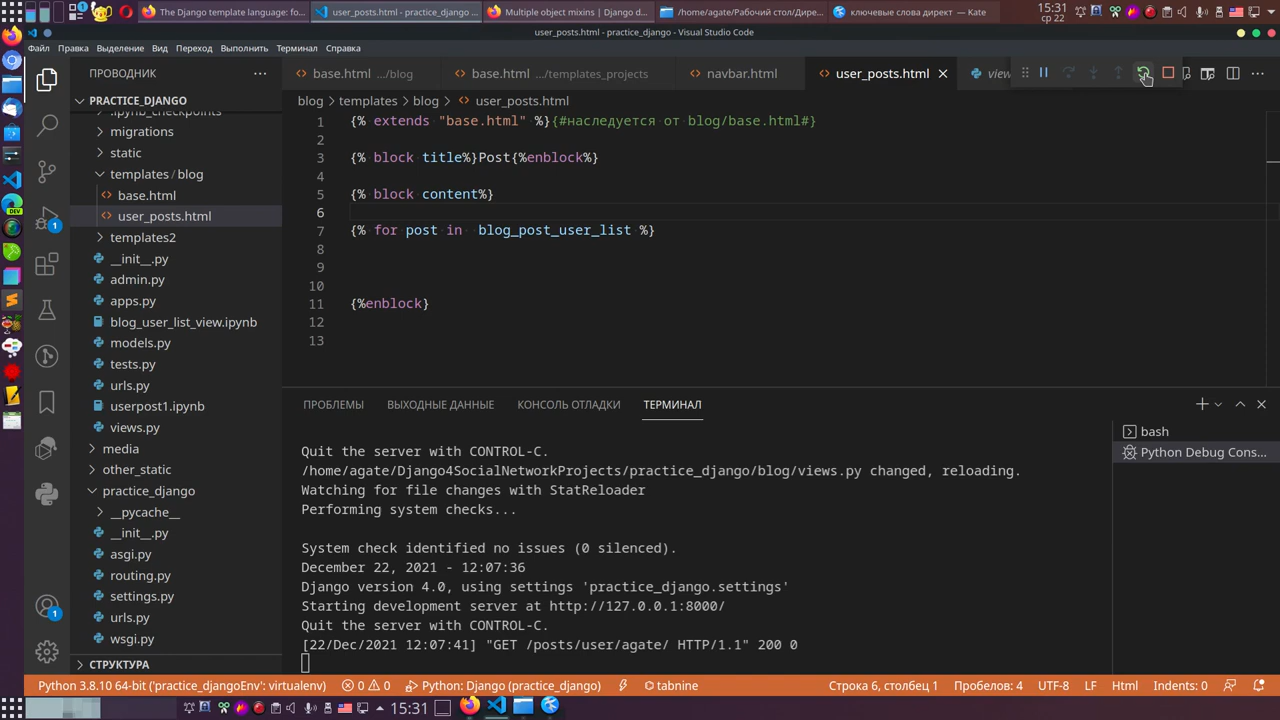 The Django template language: fo...
user_posts.html - practice_django ...
Multiple object mixins | Django d...
/home/agate/Рабочий стол/Дире...
ключевые слова директ  — Kate
15:31
ср 22
user_posts.html - practice_django - Visual Studio Code
Файл Правка Выделение Вид Переход Выполнить Терминал Справка
ПРОВОДНИК
base.html .../blog
base.html .../templates_projects
navbar.html
user_posts.html
view
PRACTICE_DJANGO
blog > templates > blog > user_posts.html
.ipynb_checkpoints
migrations
static
templates/blog
base.html
user_posts.html
templates2
__init__.py
admin.py
apps.py
blog_user_list_view.ipynb
models.py
tests.py
urls.py
userpost1.ipynb
views.py
media
other_static
practice_django
__pycache__
__init__.py
asgi.py
routing.py
settings.py
urls.py
wsgi.py
СТРУКТУРА
1 {% extends "base.html" %}{#наследуется от blog/base.html#}
2
3 {% block title%}Post{%enblock%}
4
5 {% block content%}
6
7 {% for post in  blog_post_user_list %}
8
9
10
11 {%enblock}
12
13
ПРОБЛЕМЫ ВЫХОДНЫЕ ДАННЫЕ КОНСОЛЬ ОТЛАДКИ ТЕРМИНАЛ
Quit the server with CONTROL-C.
/home/agate/Django4SocialNetworkProjects/practice_django/blog/views.py changed, reloading.
Watching for file changes with StatReloader
Performing system checks...
System check identified no issues (0 silenced).
December 22, 2021 - 12:07:36
Django version 4.0, using settings 'practice_django.settings'
Starting development server at http://127.0.0.1:8000/
Quit the server with CONTROL-C.
[22/Dec/2021 12:07:41] "GET /posts/user/agate/ HTTP/1.1" 200 0
bash
Python Debug Cons...
DEV
1
1
Python 3.8.10 64-bit ('practice_djangoEnv': virtualenv) 0 0 Python: Django (practice_django) tabnine Строка 6, столбец 1 Пробелов: 4 UTF-8 LF Html Indents: 0
15:31